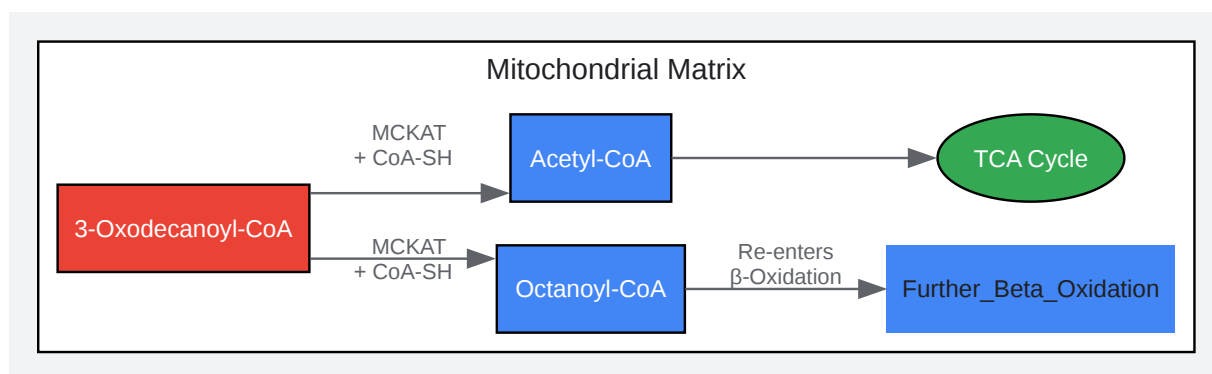 Mitochondrial Matrix
MCKAT
+ CoA-SH
Acetyl-CoA
TCA Cycle
3-Oxodecanoyl-CoA
MCKAT
+ CoA-SH
Octanoyl-CoA
Re-enters
β-Oxidation
Further_Beta_Oxidation